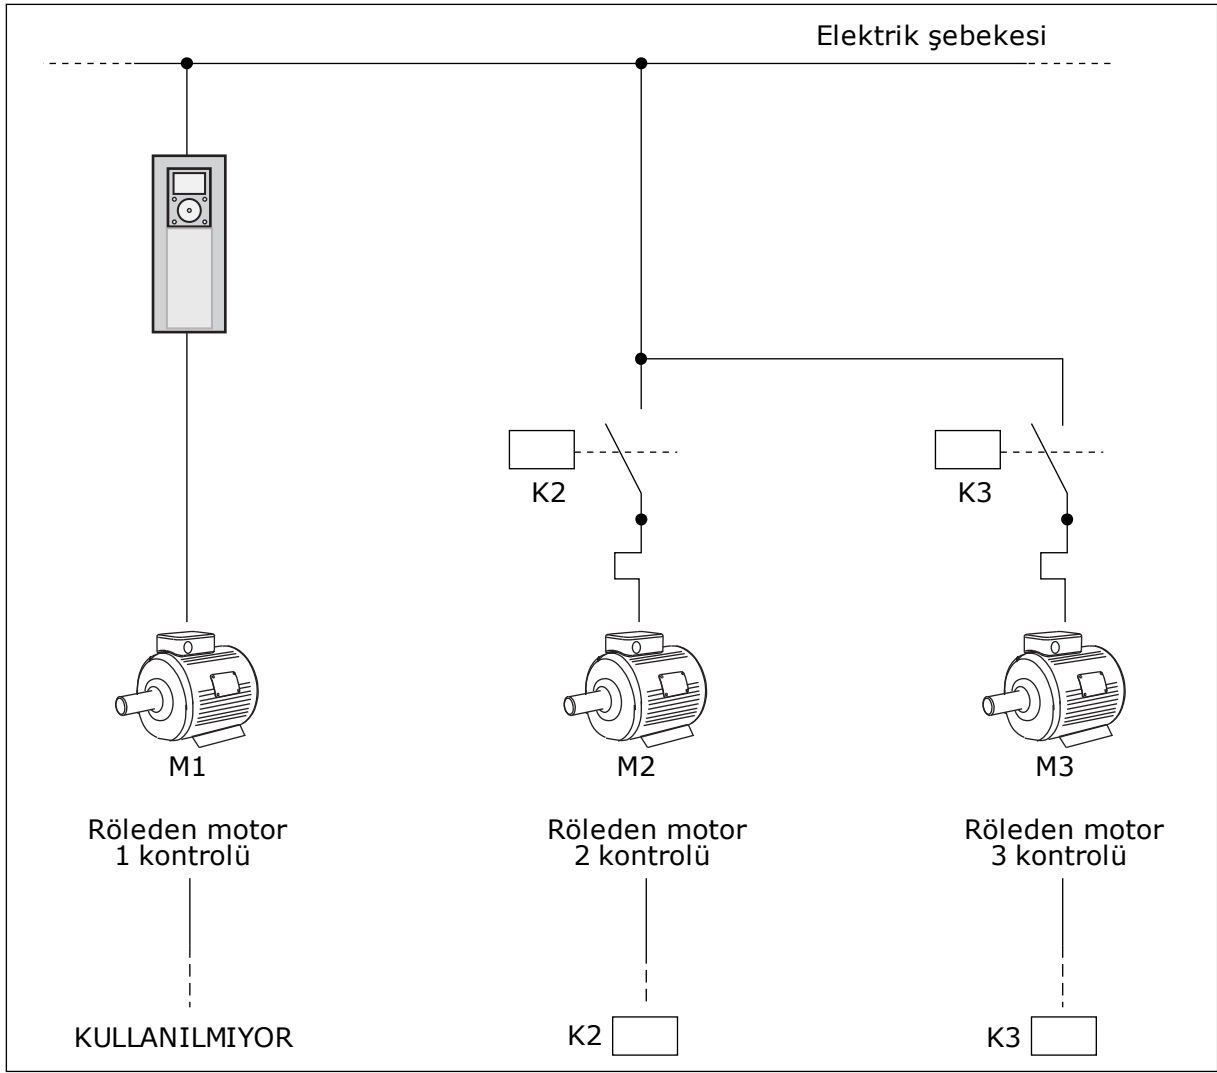 Elektrik şebekesi
K2
K3
M1
M2
M3
Röleden motor
1 kontrolü
Röleden motor
2 kontrolü
Röleden motor
3 kontrolü
KULLANILMIYOR
K2
K3